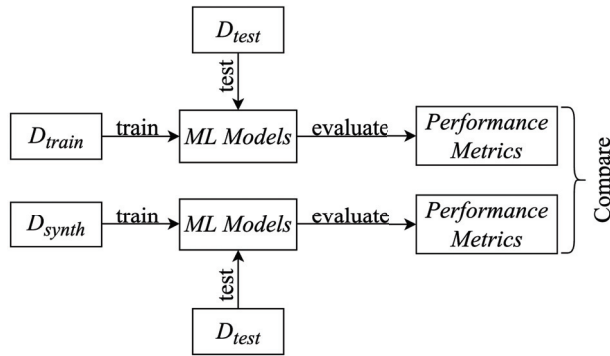 D_test
test
D_train
train
ML Models
evaluate
Performance
Metrics
D_synth
train
ML Models
evaluate
Performance
Metrics
test
D_test
Compare